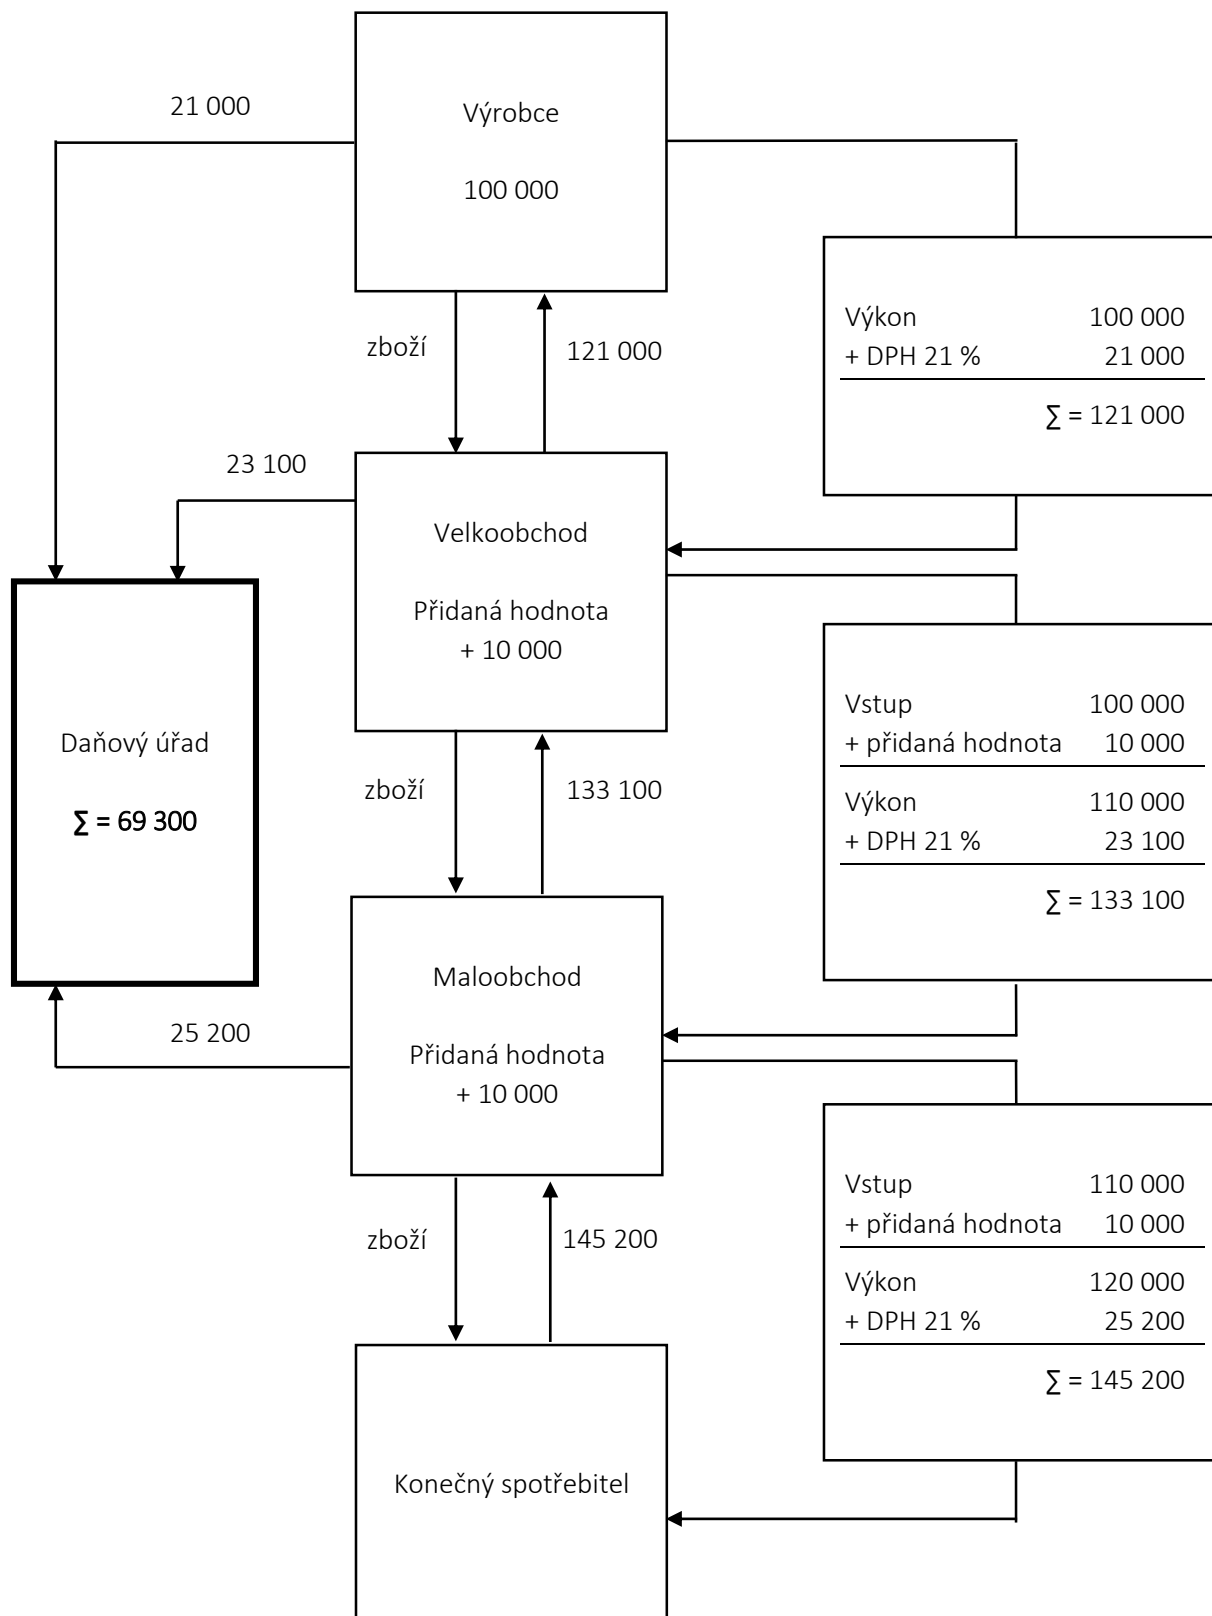 21 000
Výrobce
100 000
Výkon 100 000
+ DPH 21 % 21 000
∑ = 121 000
zboží
121 000
23 100
Velkoobchod
Přidaná hodnota
+ 10 000
Vstup 100 000
+ přidaná hodnota 10 000
Výkon 110 000
+ DPH 21 % 23 100
∑ = 133 100
Daňový úřad
∑ = 69 300
zboží
133 100
Maloobchod
Přidaná hodnota
+ 10 000
25 200
Vstup 110 000
+ přidaná hodnota 10 000
Výkon 120 000
+ DPH 21 % 25 200
∑ = 145 200
zboží
145 200
Konečný spotřebitel